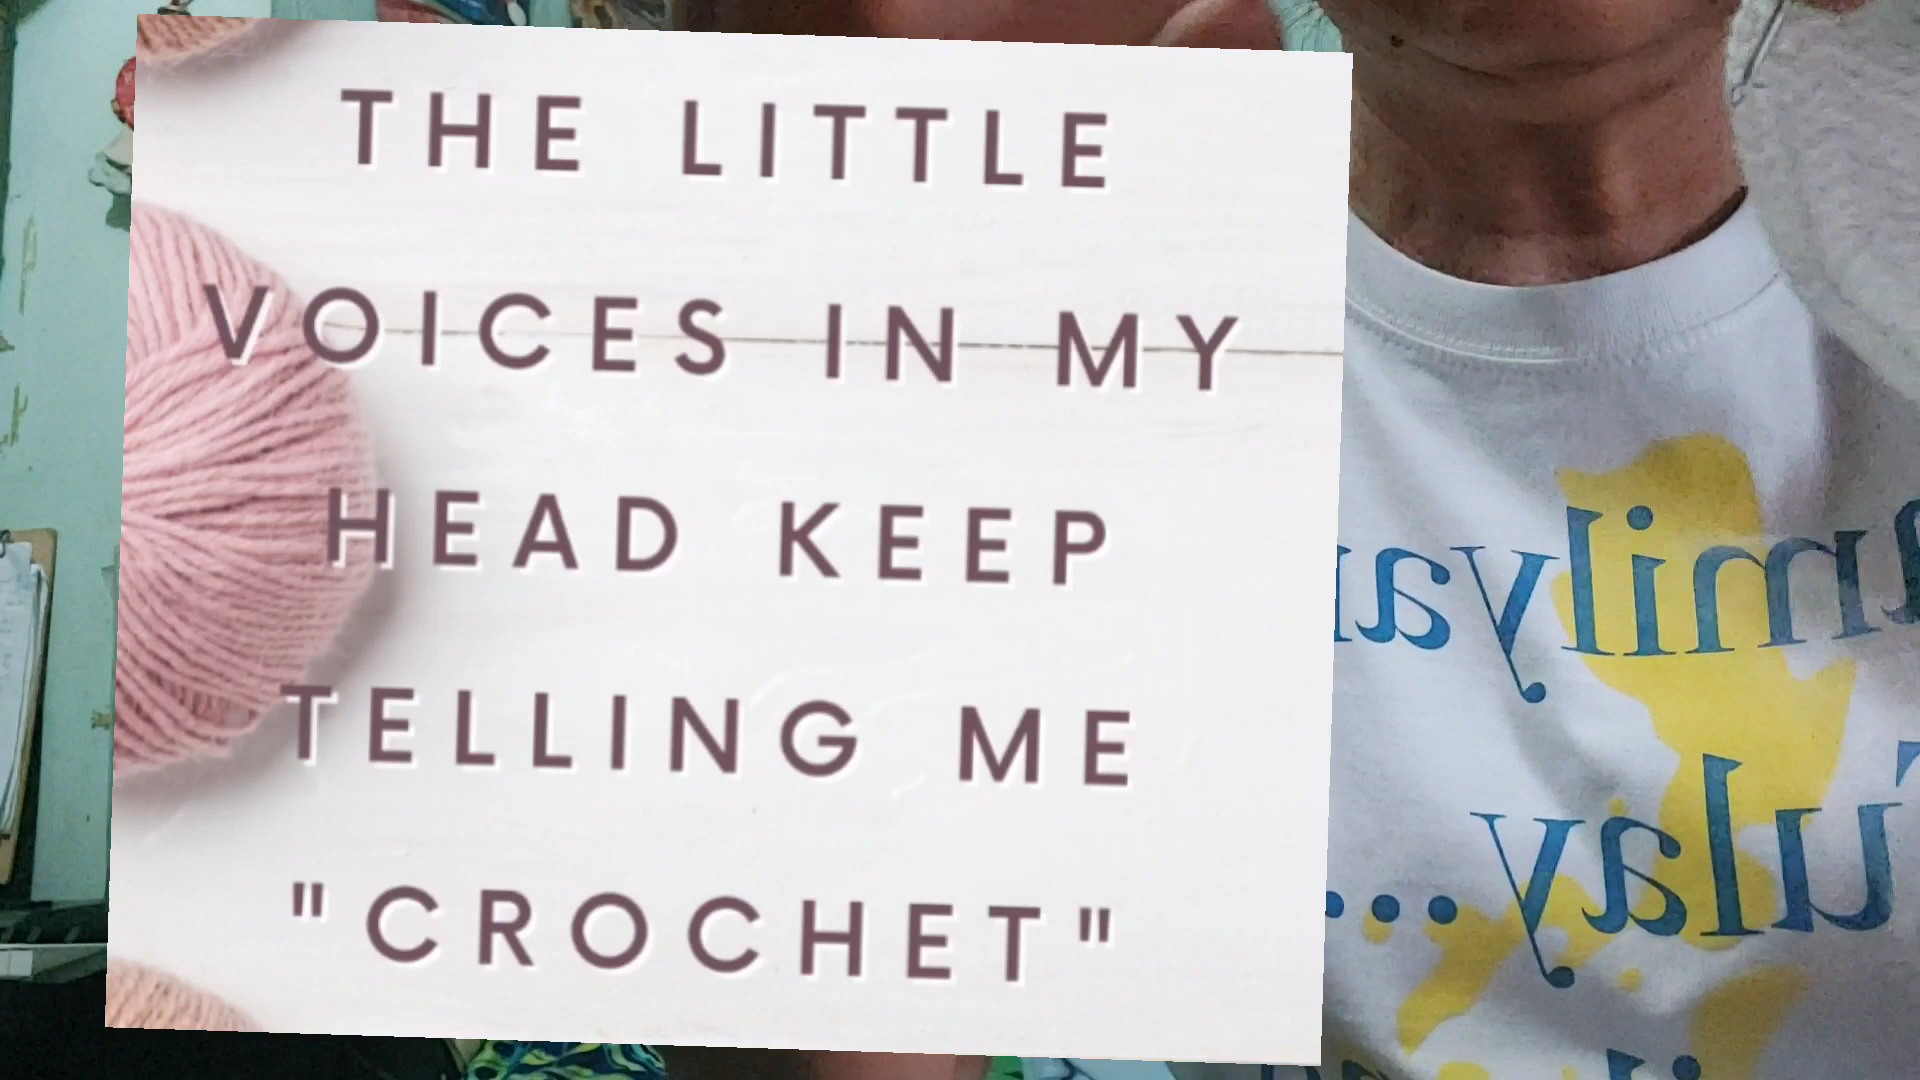 THE LITTLE
VOICES IN MY
HEAD KEEP
TELLING ME
"CROCHET"